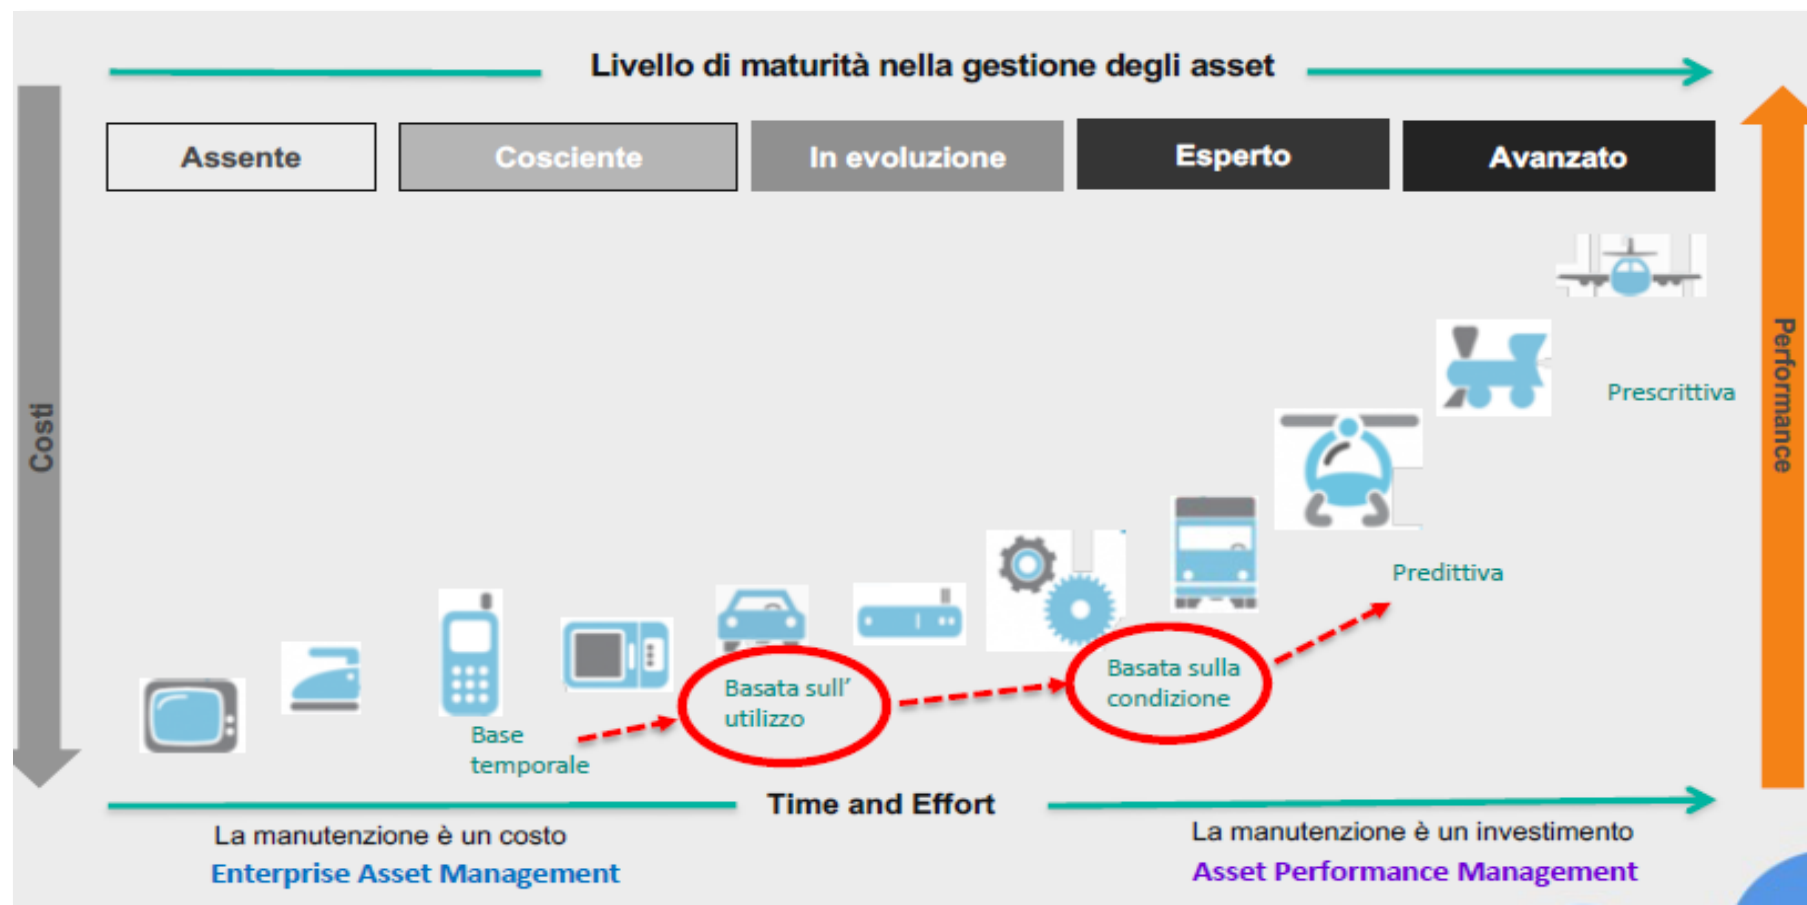 Livello di maturità nella gestione degli asset
Assente
Cosciente
In evoluzione
Esperto
Avanzato
Costi
Performance
Prescrittiva
Predittiva
Basata sulla
condizione
Basata sull'
utilizzo
Base
temporale
Time and Effort
La manutenzione è un costo
Enterprise Asset Management
La manutenzione è un investimento
Asset Performance Management